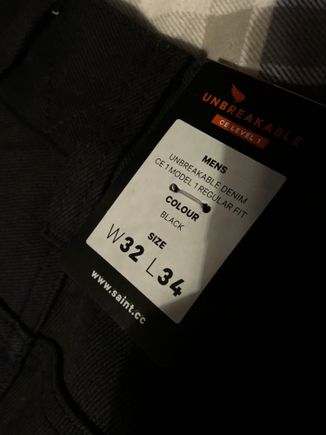 UNBREAKABLE
CE LEVEL 1
MENS
UNBREAKABLE DENIM
CE 1 MODEL 1 REGULAR FIT
COLOUR
BLACK
SIZE
W32 L34
www.saint.cc